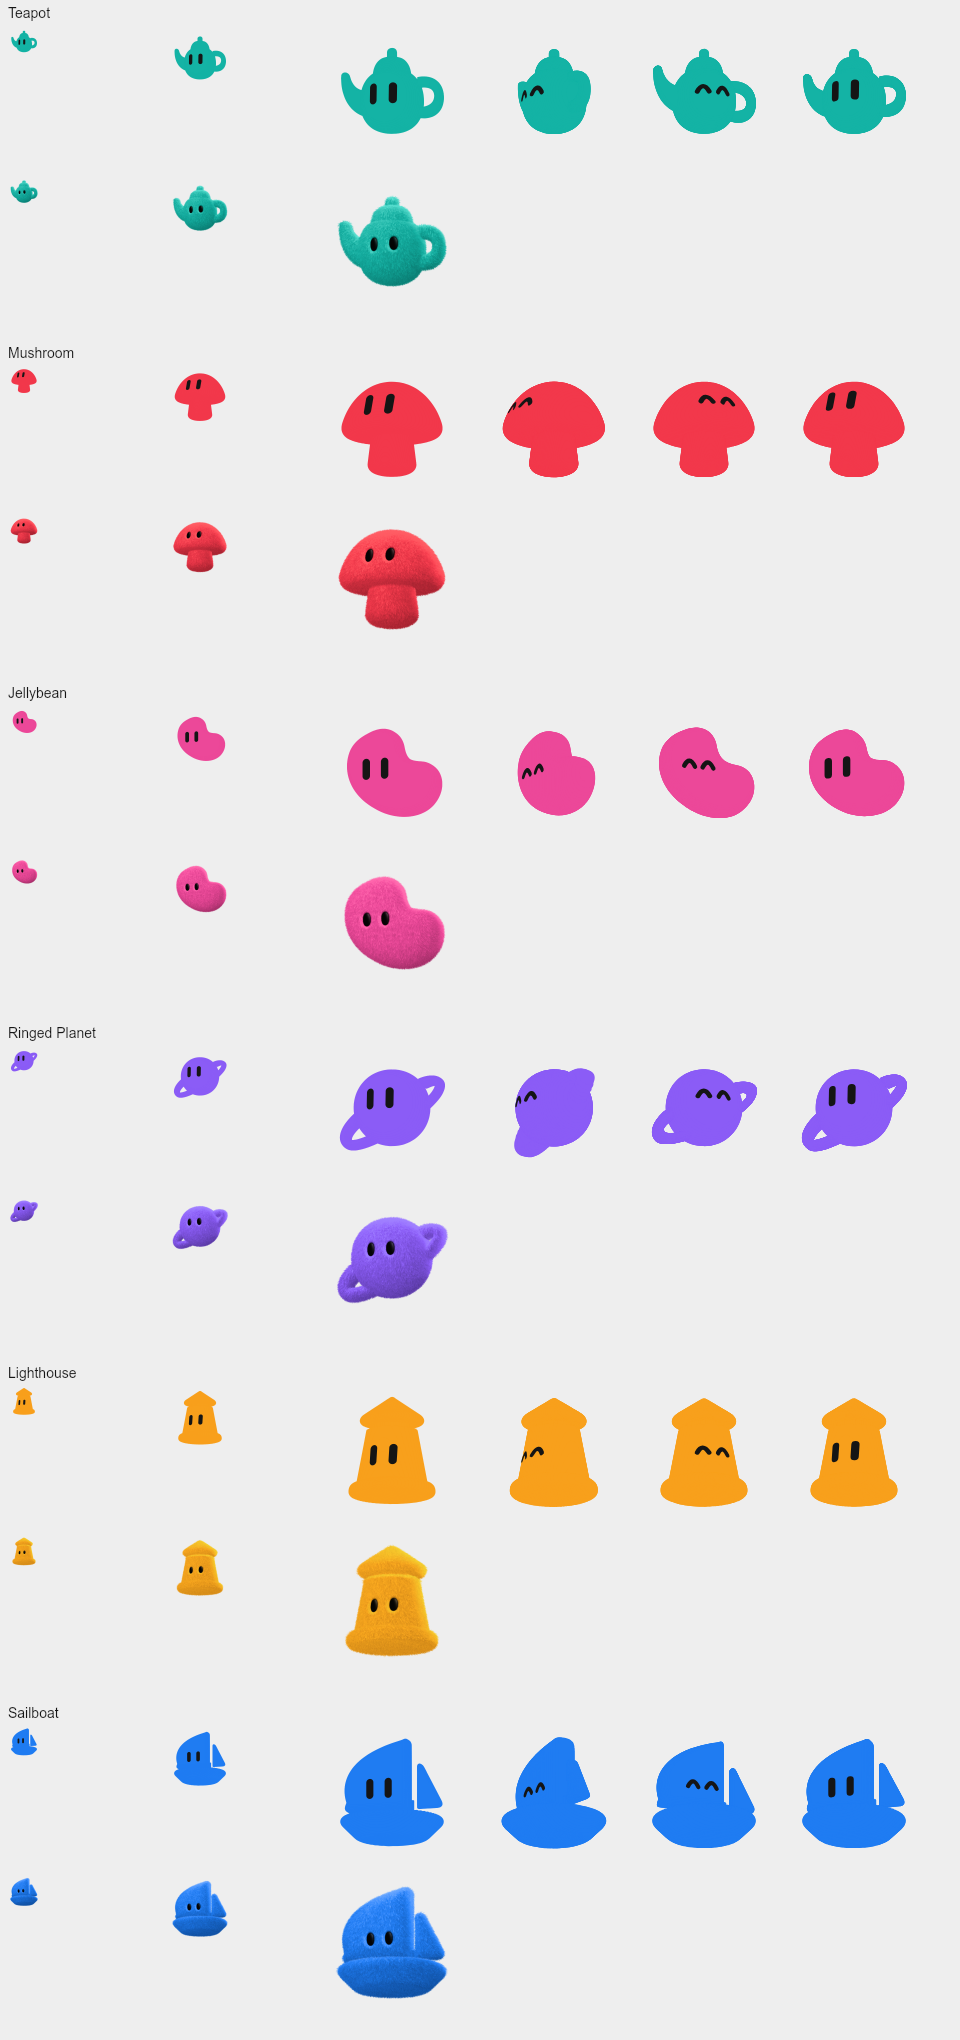 Teapot
Mushroom
Jellybean
Ringed Planet
Lighthouse
Sailboat